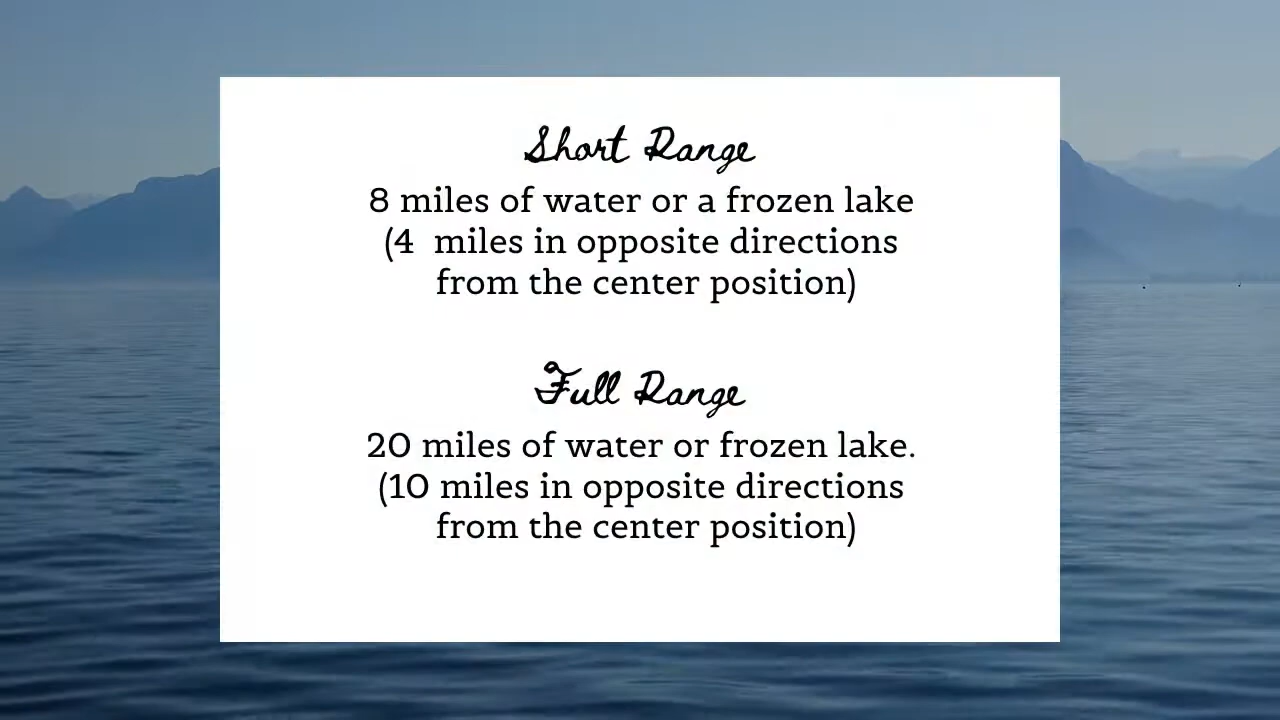 Short Range
8 miles of water or a frozen lake
(4  miles in opposite directions
from the center position)
Full Range
20 miles of water or frozen lake.
(10 miles in opposite directions
from the center position)